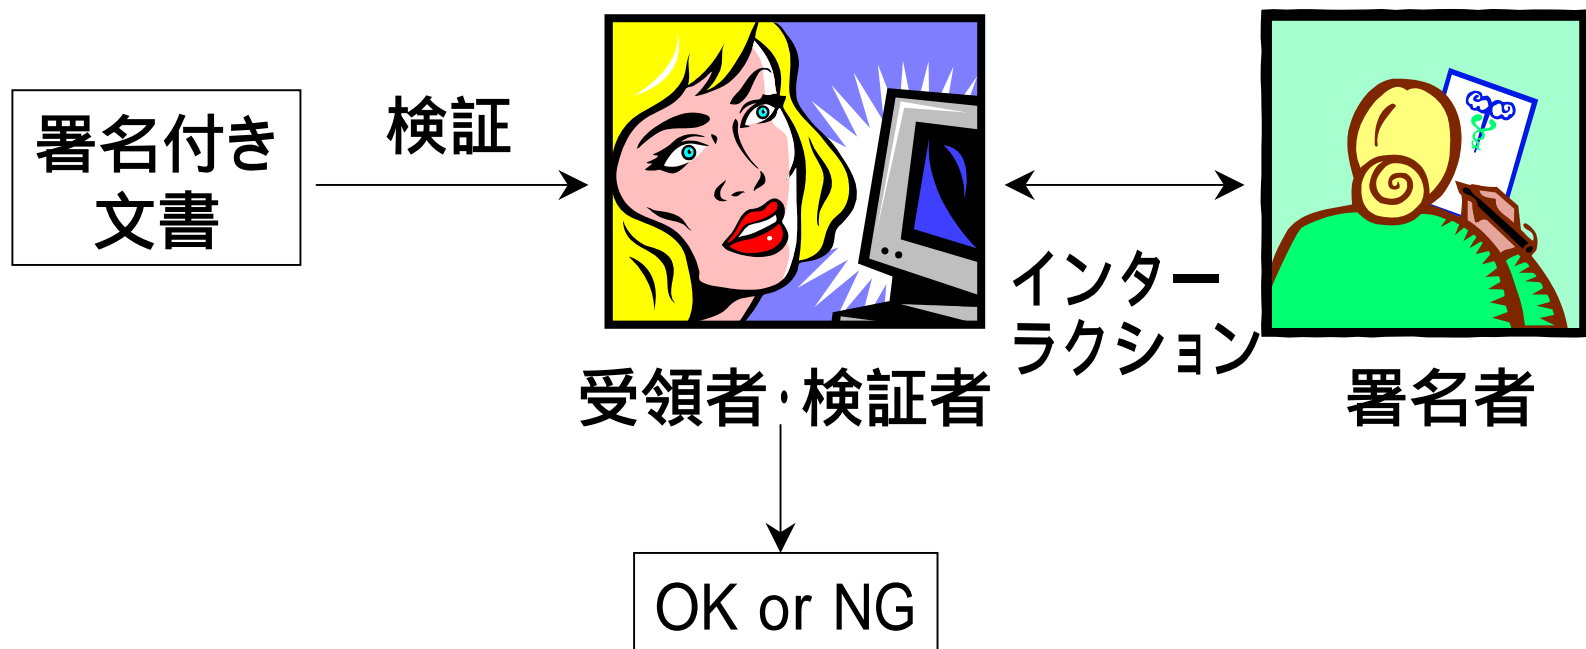 署名付き
文書
検証
インター
ラクション
受領者・検証者
署名者
OK or NG